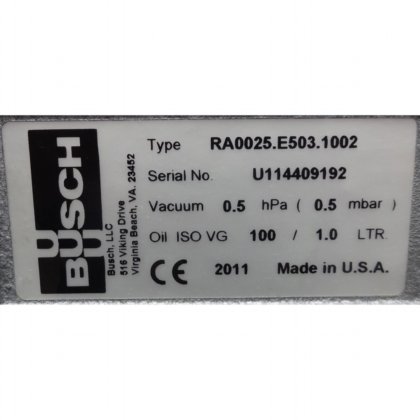 BUSCH
Busch, LLC
516 Viking Drive
Virginia Beach, VA. 23452
Type RA0025.E503.1002
Serial No. U114409192
Vacuum 0.5 hPa ( 0.5 mbar )
Oil ISO VG 100 / 1.0 LTR.
CE 2011 Made in U.S.A.